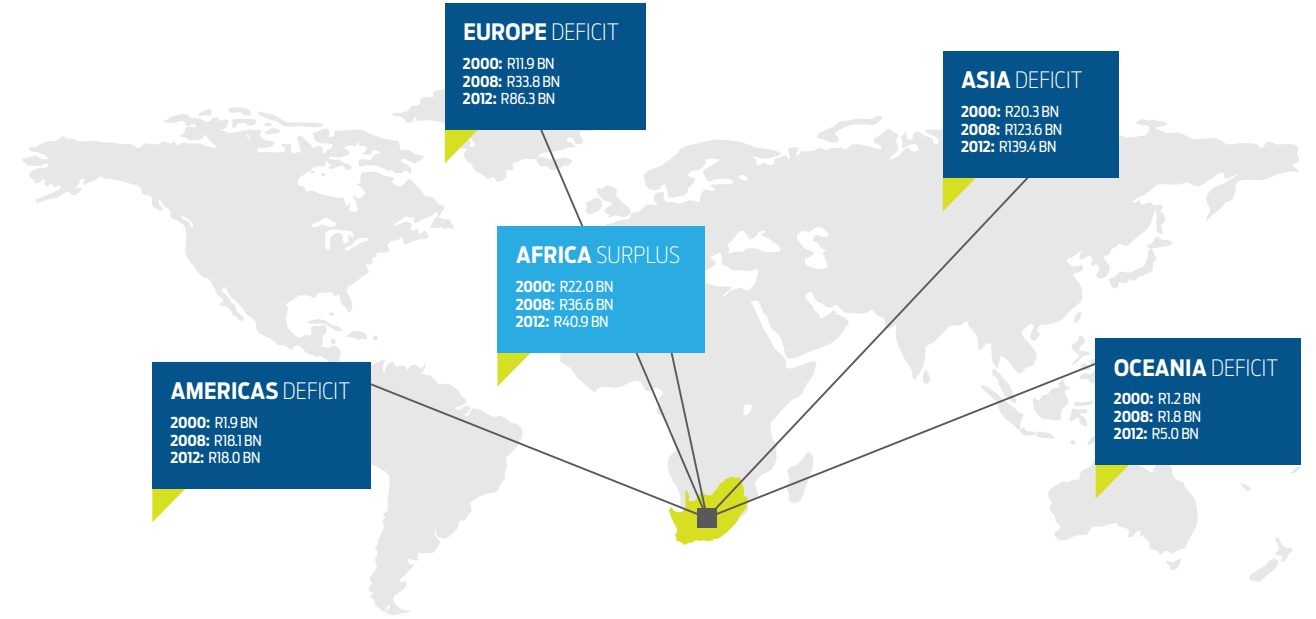 EUROPE DEFICIT
2000: R11.9 BN
2008: R33.8 BN
2012: R86.3 BN
ASIA DEFICIT
2000: R20.3 BN
2008: R123.6 BN
2012: R139.4 BN
AFRICA SURPLUS
2000: R22.0 BN
2008: R36.6 BN
2012: R40.9 BN
AMERICAS DEFICIT
2000: R1.9 BN
2008: R18.1 BN
2012: R18.0 BN
OCEANIA DEFICIT
2000: R1.2 BN
2008: R1.8 BN
2012: R5.0 BN